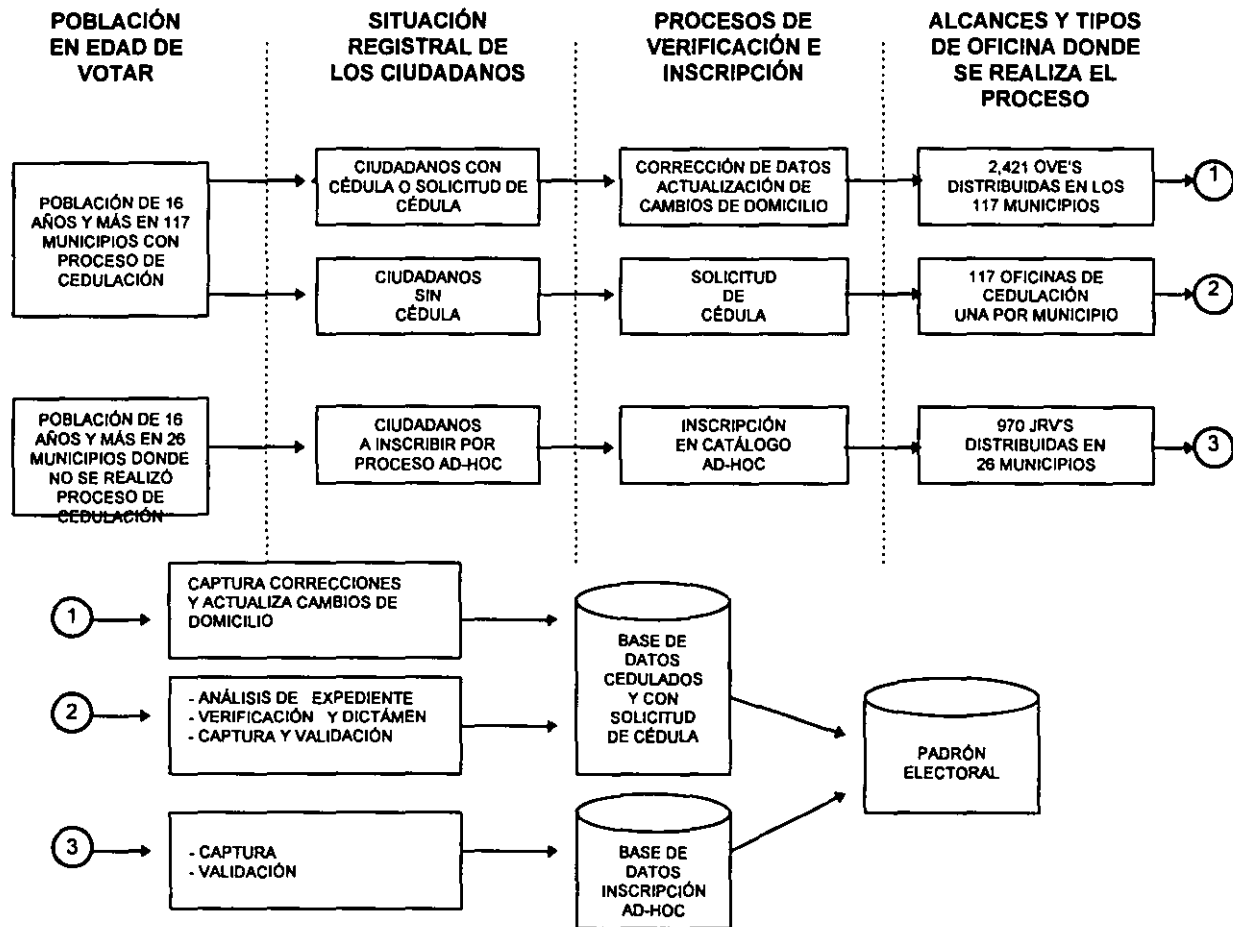 POBLACIÓN
EN EDAD DE
VOTAR
SITUACIÓN
REGISTRAL DE
LOS CIUDADANOS
PROCESOS DE
VERIFICACIÓN E
INSCRIPCIÓN
ALCANCES Y TIPOS
DE OFICINA DONDE
SE REALIZA EL
PROCESO
POBLACIÓN DE 16
AÑOS Y MÁS EN 117
MUNICIPIOS CON
PROCESO DE
CEDULACIÓN
CIUDADANOS CON
CÉDULA O SOLICITUD DE
CÉDULA
CORRECCIÓN DE DATOS
ACTUALIZACIÓN DE
CAMBIOS DE DOMICILIO
2,421 OVE'S
DISTRIBUIDAS EN LOS
117 MUNICIPIOS
1
CIUDADANOS
SIN
CÉDULA
SOLICITUD
DE
CÉDULA
117 OFICINAS DE
CEDULACIÓN
UNA POR MUNICIPIO
2
POBLACIÓN DE 16
AÑOS Y MÁS EN 26
MUNICIPIOS DONDE
NO SE REALIZÓ
PROCESO DE
CEDULACIÓN
CIUDADANOS
A INSCRIBIR POR
PROCESO AD-HOC
INSCRIPCIÓN
EN CATÁLOGO
AD-HOC
970 JRV'S
DISTRIBUIDAS EN
26 MUNICIPIOS
3
1
CAPTURA CORRECCIONES
Y ACTUALIZA CAMBIOS DE
DOMICILIO
2
- ANÁLISIS DE EXPEDIENTE
- VERIFICACIÓN Y DICTÁMEN
- CAPTURA Y VALIDACIÓN
BASE DE
DATOS
CEDULADOS
Y CON
SOLICITUD
DE CÉDULA
PADRÓN
ELECTORAL
3
- CAPTURA
- VALIDACIÓN
BASE DE
DATOS
INSCRIPCIÓN
AD-HOC